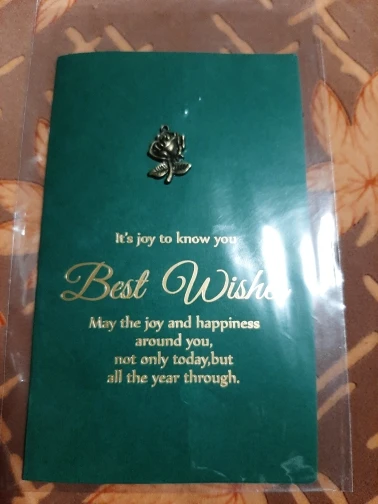 It's joy to know you
Best Wishes
May the joy and happiness
around you,
not only today,but
all the year through.